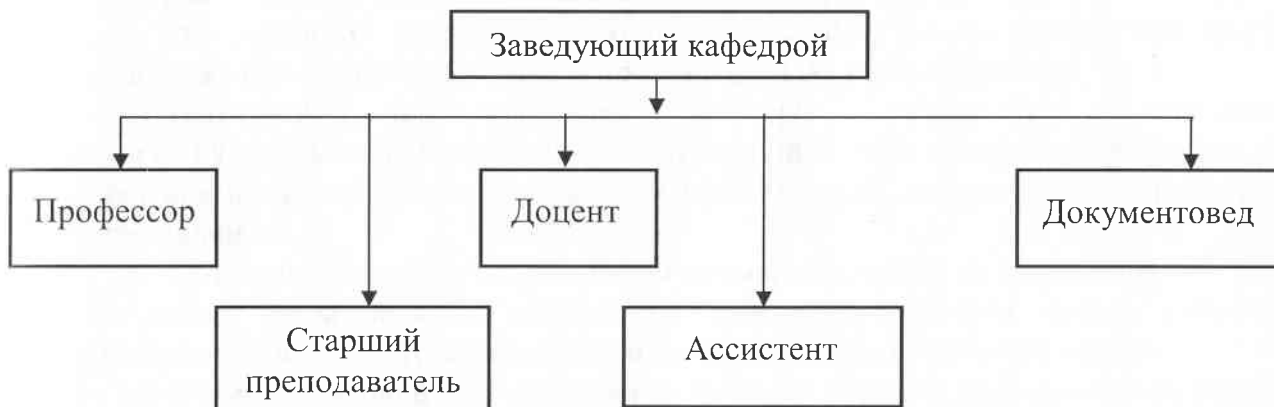 Заведующий кафедрой
Профессор
Доцент
Документовед
Старший
преподаватель
Ассистент